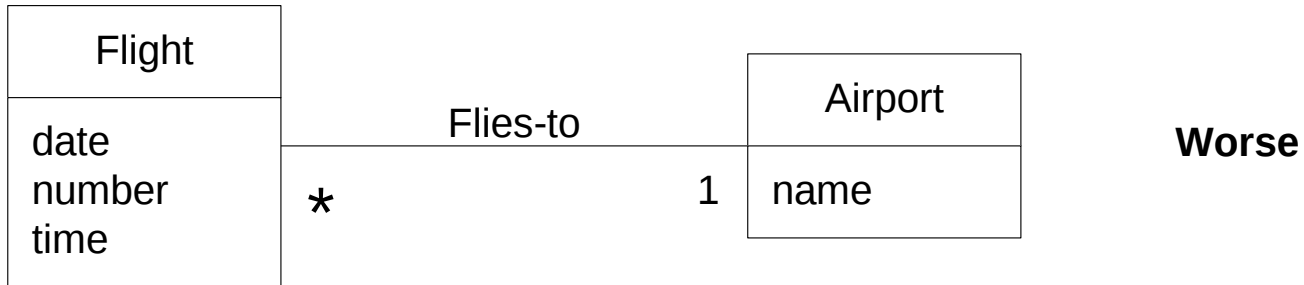 Flight
date
number
time
Flies-to
*
1
Airport
name
Worse